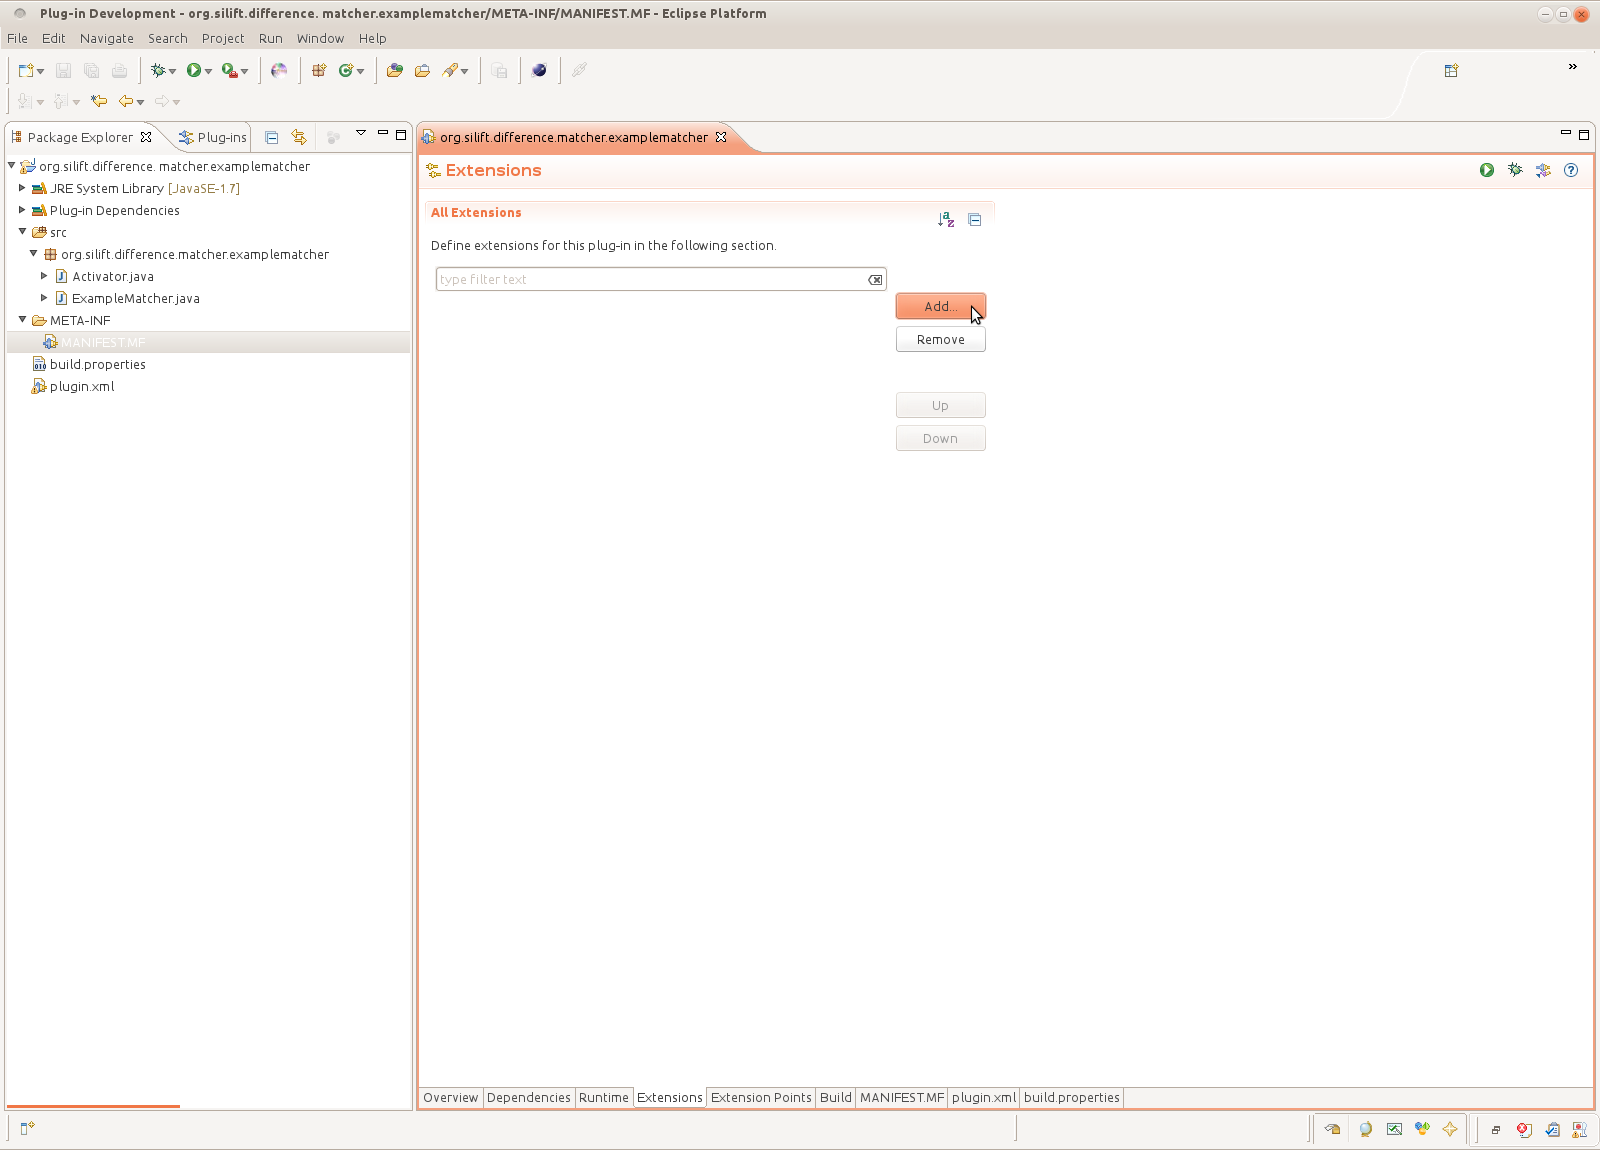 Plug-in Development - org.silift.difference. matcher.examplematcher/META-INF/MANIFEST.MF - Eclipse Platform
File Edit Navigate Search Project Run Window Help
»
Package Explorer Plug-ins
org.silift.difference.matcher.examplematcher
org.silift.difference. matcher.examplematcher
JRE System Library [JavaSE-1.7]
Plug-in Dependencies
src
org.silift.difference.matcher.examplematcher
Activator.java
ExampleMatcher.java
META-INF
MANIFEST.MF
build.properties
plugin.xml
Extensions
All Extensions
Define extensions for this plug-in in the following section.
type filter text
Add...
Remove
Up
Down
Overview Dependencies Runtime Extensions Extension Points Build MANIFEST.MF plugin.xml build.properties